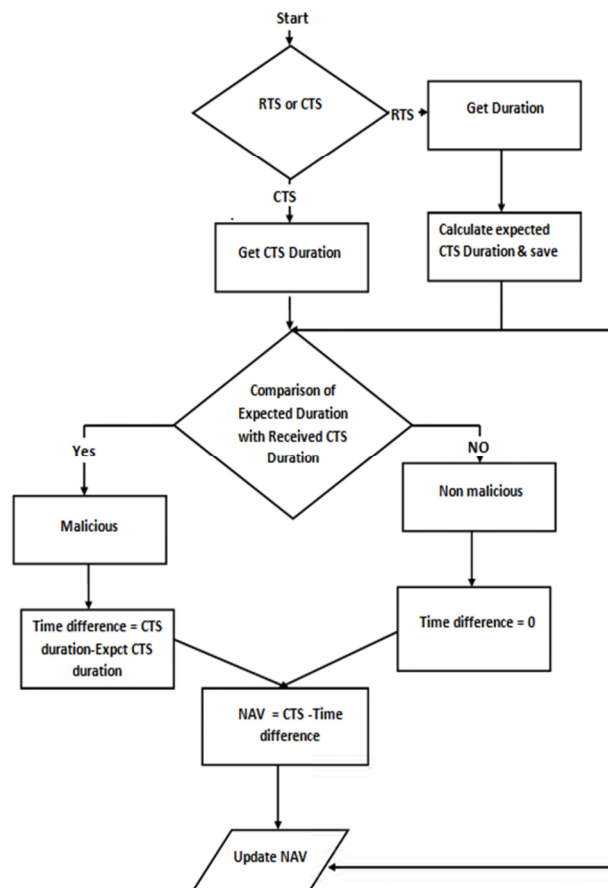 Start
RTS or CTS
RTS
Get Duration
CTS
Get CTS Duration
Calculate expected
CTS Duration & save
Comparison of
Expected Duration
with Received CTS
Duration
Yes
NO
Malicious
Non malicious
Time difference = CTS
duration-Expct CTS
duration
Time difference = 0
NAV = CTS -Time
difference
Update NAV